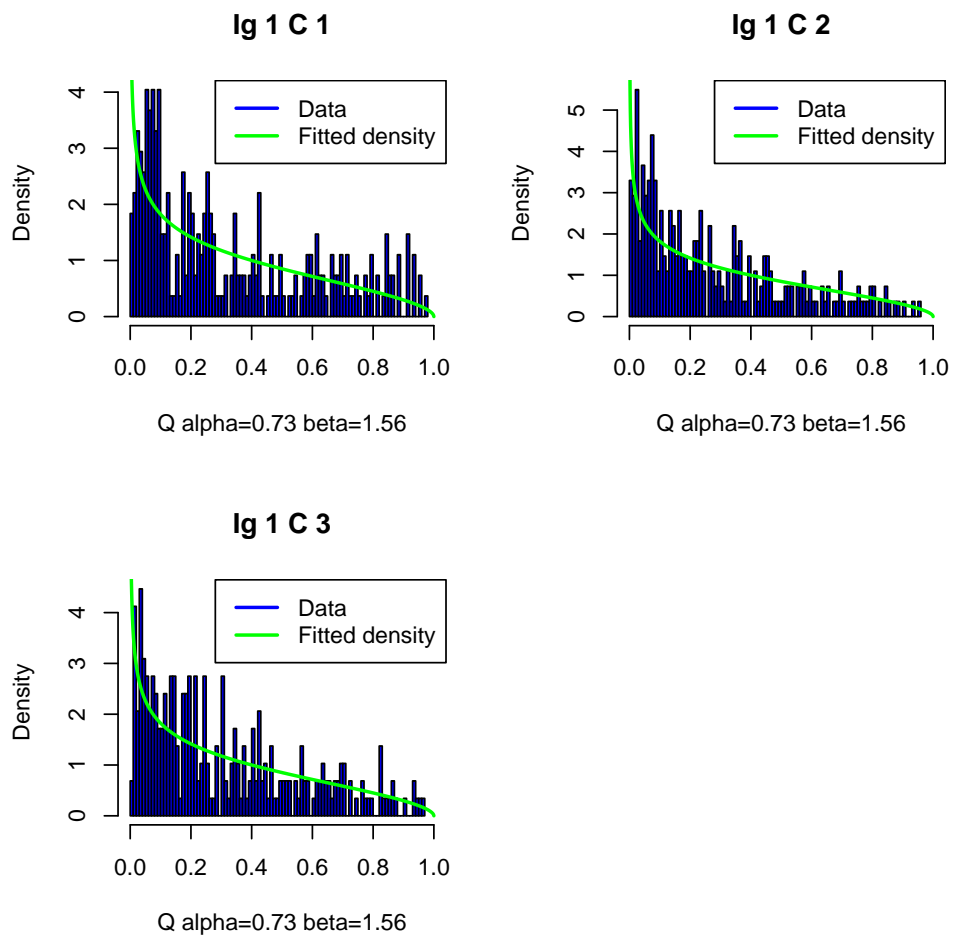 Ig 1 C 1
Density
0 1 2 3 4
Data
Fitted density
0.0 0.2 0.4 0.6 0.8 1.0
Q alpha=0.73 beta=1.56
Ig 1 C 2
Density
0 1 2 3 4 5
Data
Fitted density
0.0 0.2 0.4 0.6 0.8 1.0
Q alpha=0.73 beta=1.56
Ig 1 C 3
Density
0 1 2 3 4
Data
Fitted density
0.0 0.2 0.4 0.6 0.8 1.0
Q alpha=0.73 beta=1.56